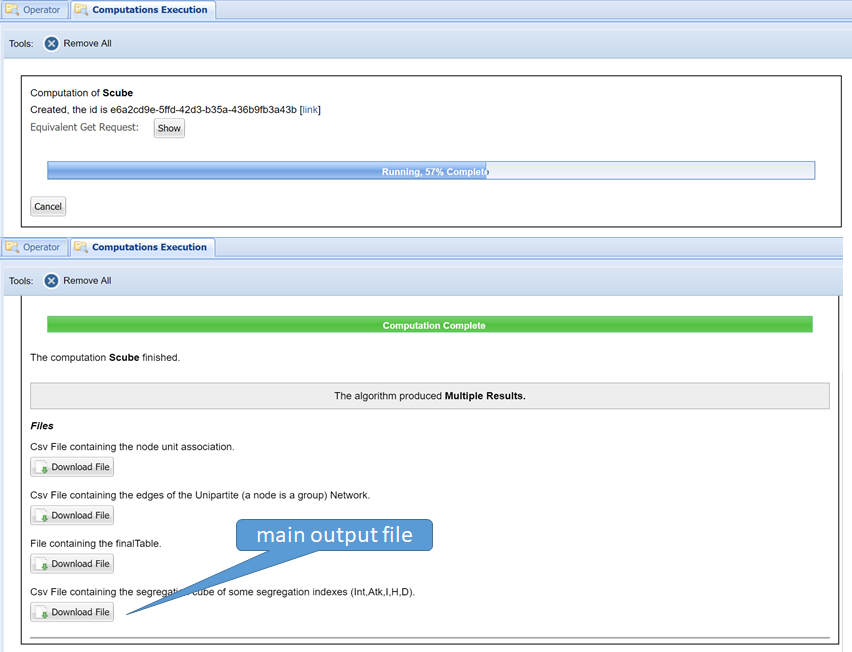 Operator
Computations Execution
Tools: Remove All
Computation of Scube
Created, the id is e6a2cd9e-5ffd-42d3-b35a-436b9fb3a43b [link]
Equivalent Get Request: Show
Running, 57% Complete
Cancel
Operator
Computations Execution
Tools: Remove All
Computation Complete
The computation Scube finished.
The algorithm produced Multiple Results.
Files
Csv File containing the node unit association.
Download File
Csv File containing the edges of the Unipartite (a node is a group) Network.
Download File
main output file
File containing the finalTable.
Download File
Csv File containing the segregation cube of some segregation indexes (Int,Atk,I,H,D).
Download File